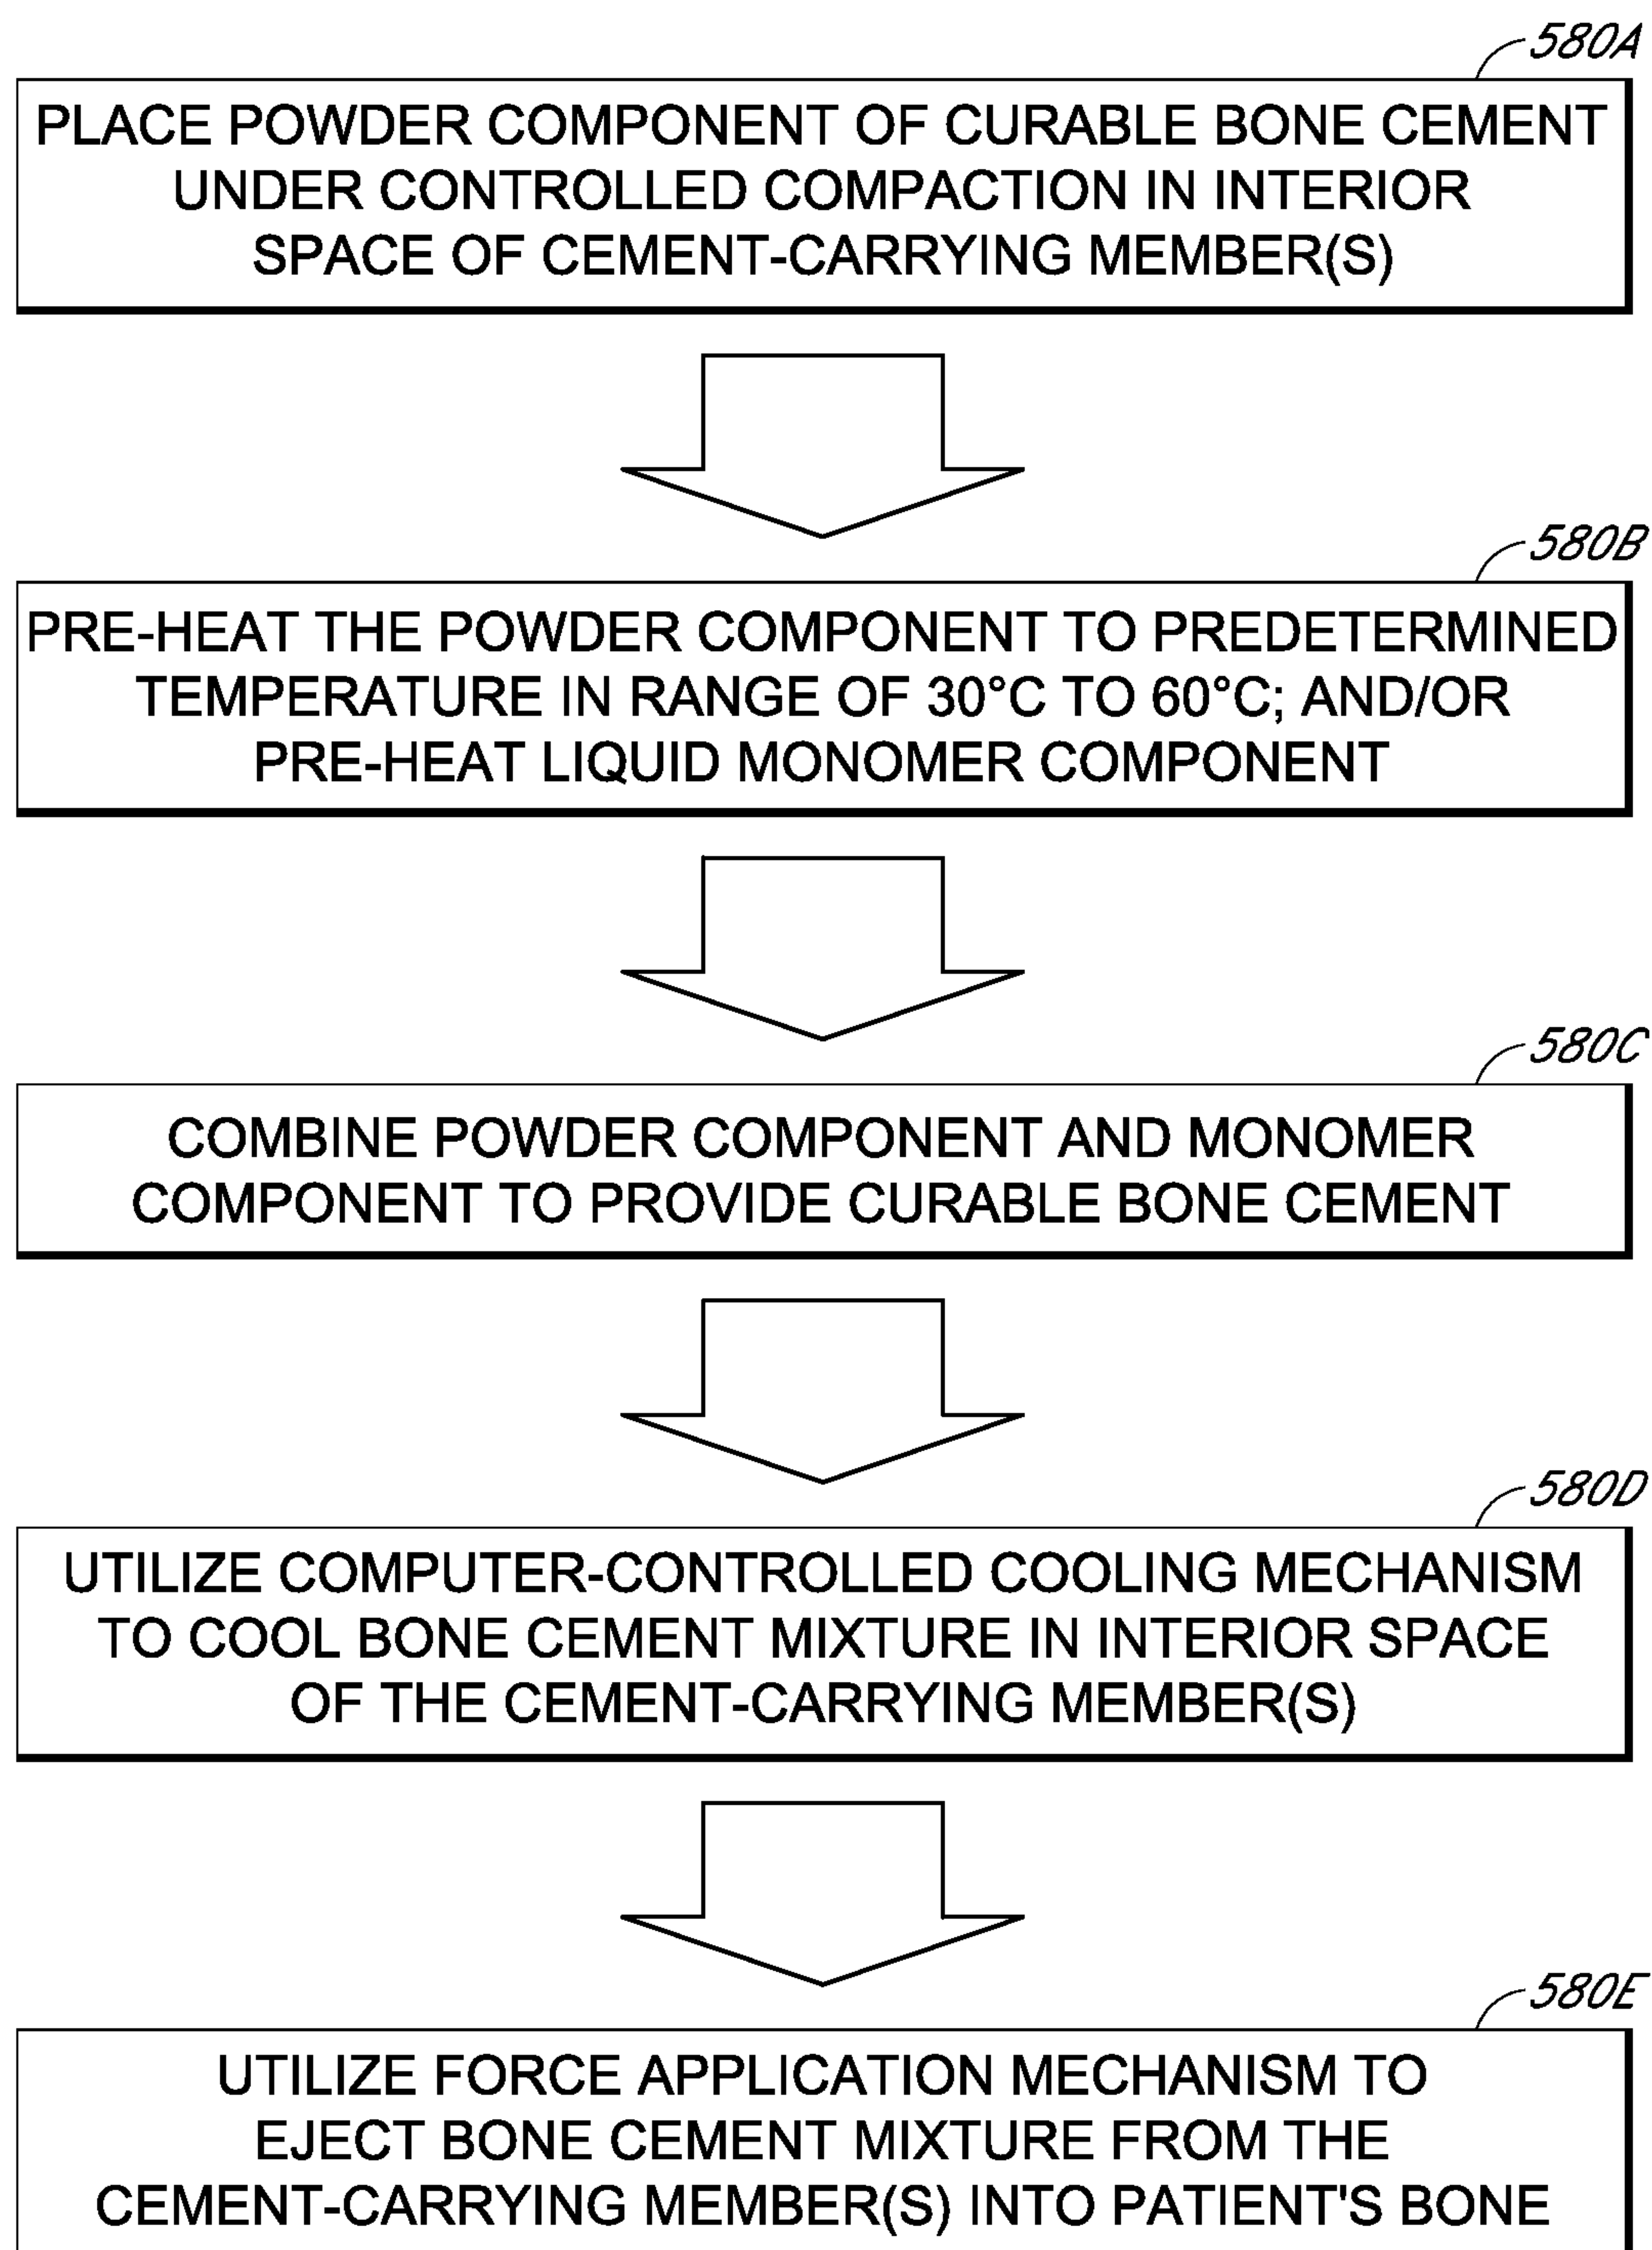 580A
PLACE POWDER COMPONENT OF CURABLE BONE CEMENT
UNDER CONTROLLED COMPACTION IN INTERIOR
SPACE OF CEMENT-CARRYING MEMBER(S)
580B
PRE-HEAT THE POWDER COMPONENT TO PREDETERMINED
TEMPERATURE IN RANGE OF 30°C TO 60°C; AND/OR
PRE-HEAT LIQUID MONOMER COMPONENT
580C
COMBINE POWDER COMPONENT AND MONOMER
COMPONENT TO PROVIDE CURABLE BONE CEMENT
580D
UTILIZE COMPUTER-CONTROLLED COOLING MECHANISM
TO COOL BONE CEMENT MIXTURE IN INTERIOR SPACE
OF THE CEMENT-CARRYING MEMBER(S)
580E
UTILIZE FORCE APPLICATION MECHANISM TO
EJECT BONE CEMENT MIXTURE FROM THE
CEMENT-CARRYING MEMBER(S) INTO PATIENT'S BONE